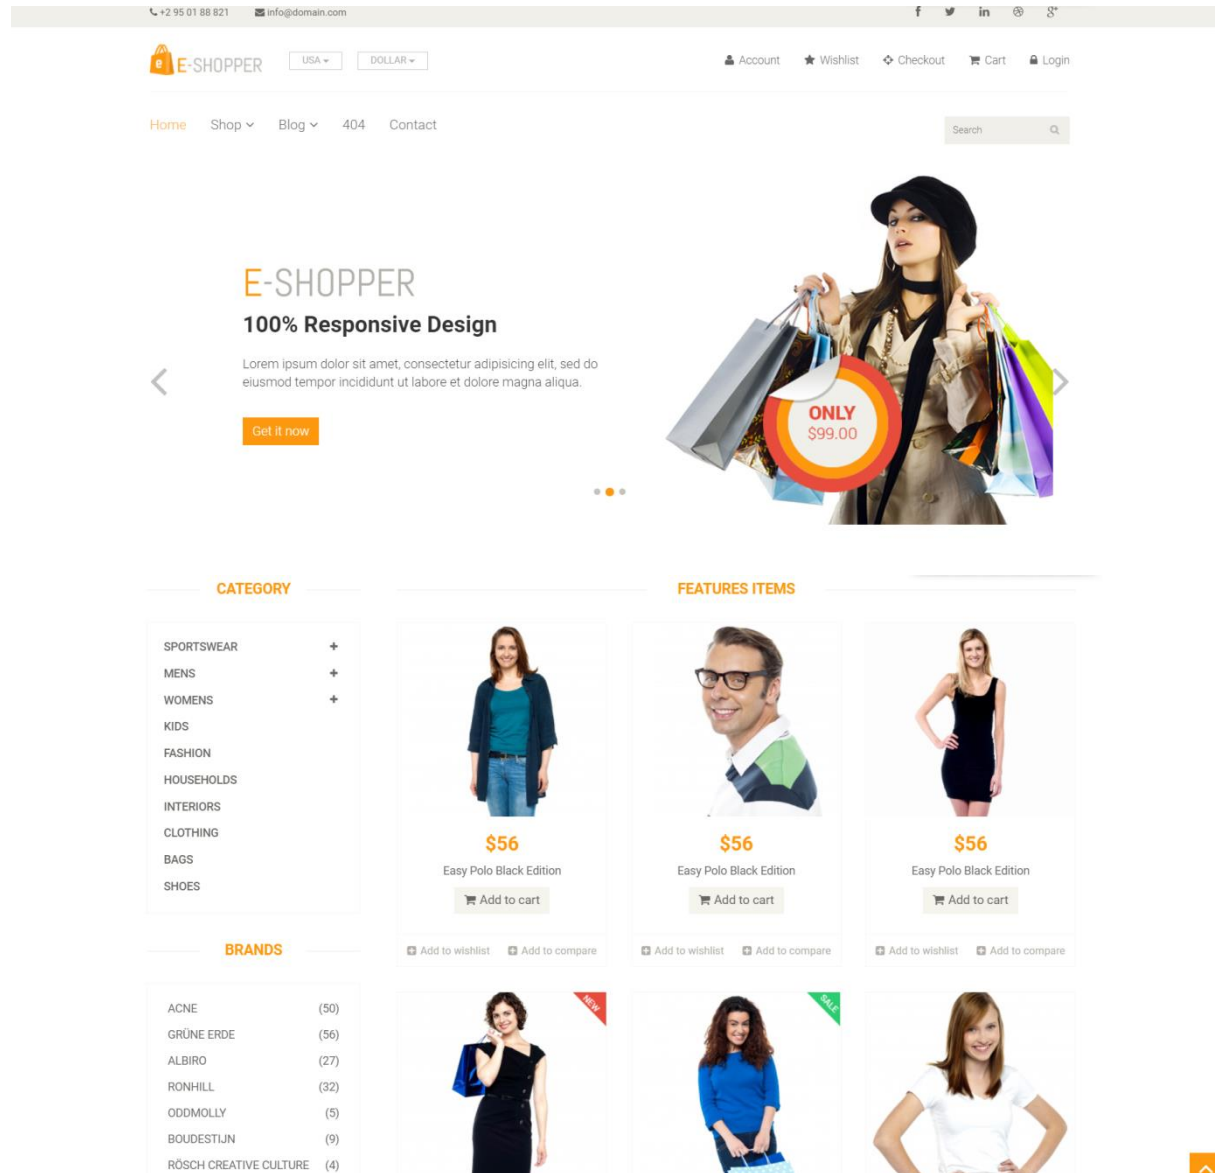 +2 95 01 88 821 info@domain.com
E-SHOPPER USA DOLLAR Account Wishlist Checkout Cart Login
Home Shop Blog 404 Contact
Search
E-SHOPPER
100% Responsive Design
Lorem ipsum dolor sit amet, consectetur adipisicing elit, sed do
eiusmod tempor incididunt ut labore et dolore magna aliqua.
Get it now
ONLY
$99.00
CATEGORY
SPORTSWEAR
MENS
WOMENS
KIDS
FASHION
HOUSEHOLDS
INTERIORS
CLOTHING
BAGS
SHOES
BRANDS
ACNE (50)
GRÜNE ERDE (56)
ALBIRO (27)
RONHILL (32)
ODDMOLLY (5)
BOUDESTIJN (9)
RÖSCH CREATIVE CULTURE (4)
FEATURES ITEMS
$56
Easy Polo Black Edition
Add to cart
Add to wishlist Add to compare
$56
Easy Polo Black Edition
Add to cart
Add to wishlist Add to compare
$56
Easy Polo Black Edition
Add to cart
Add to wishlist Add to compare
NEW
SALE